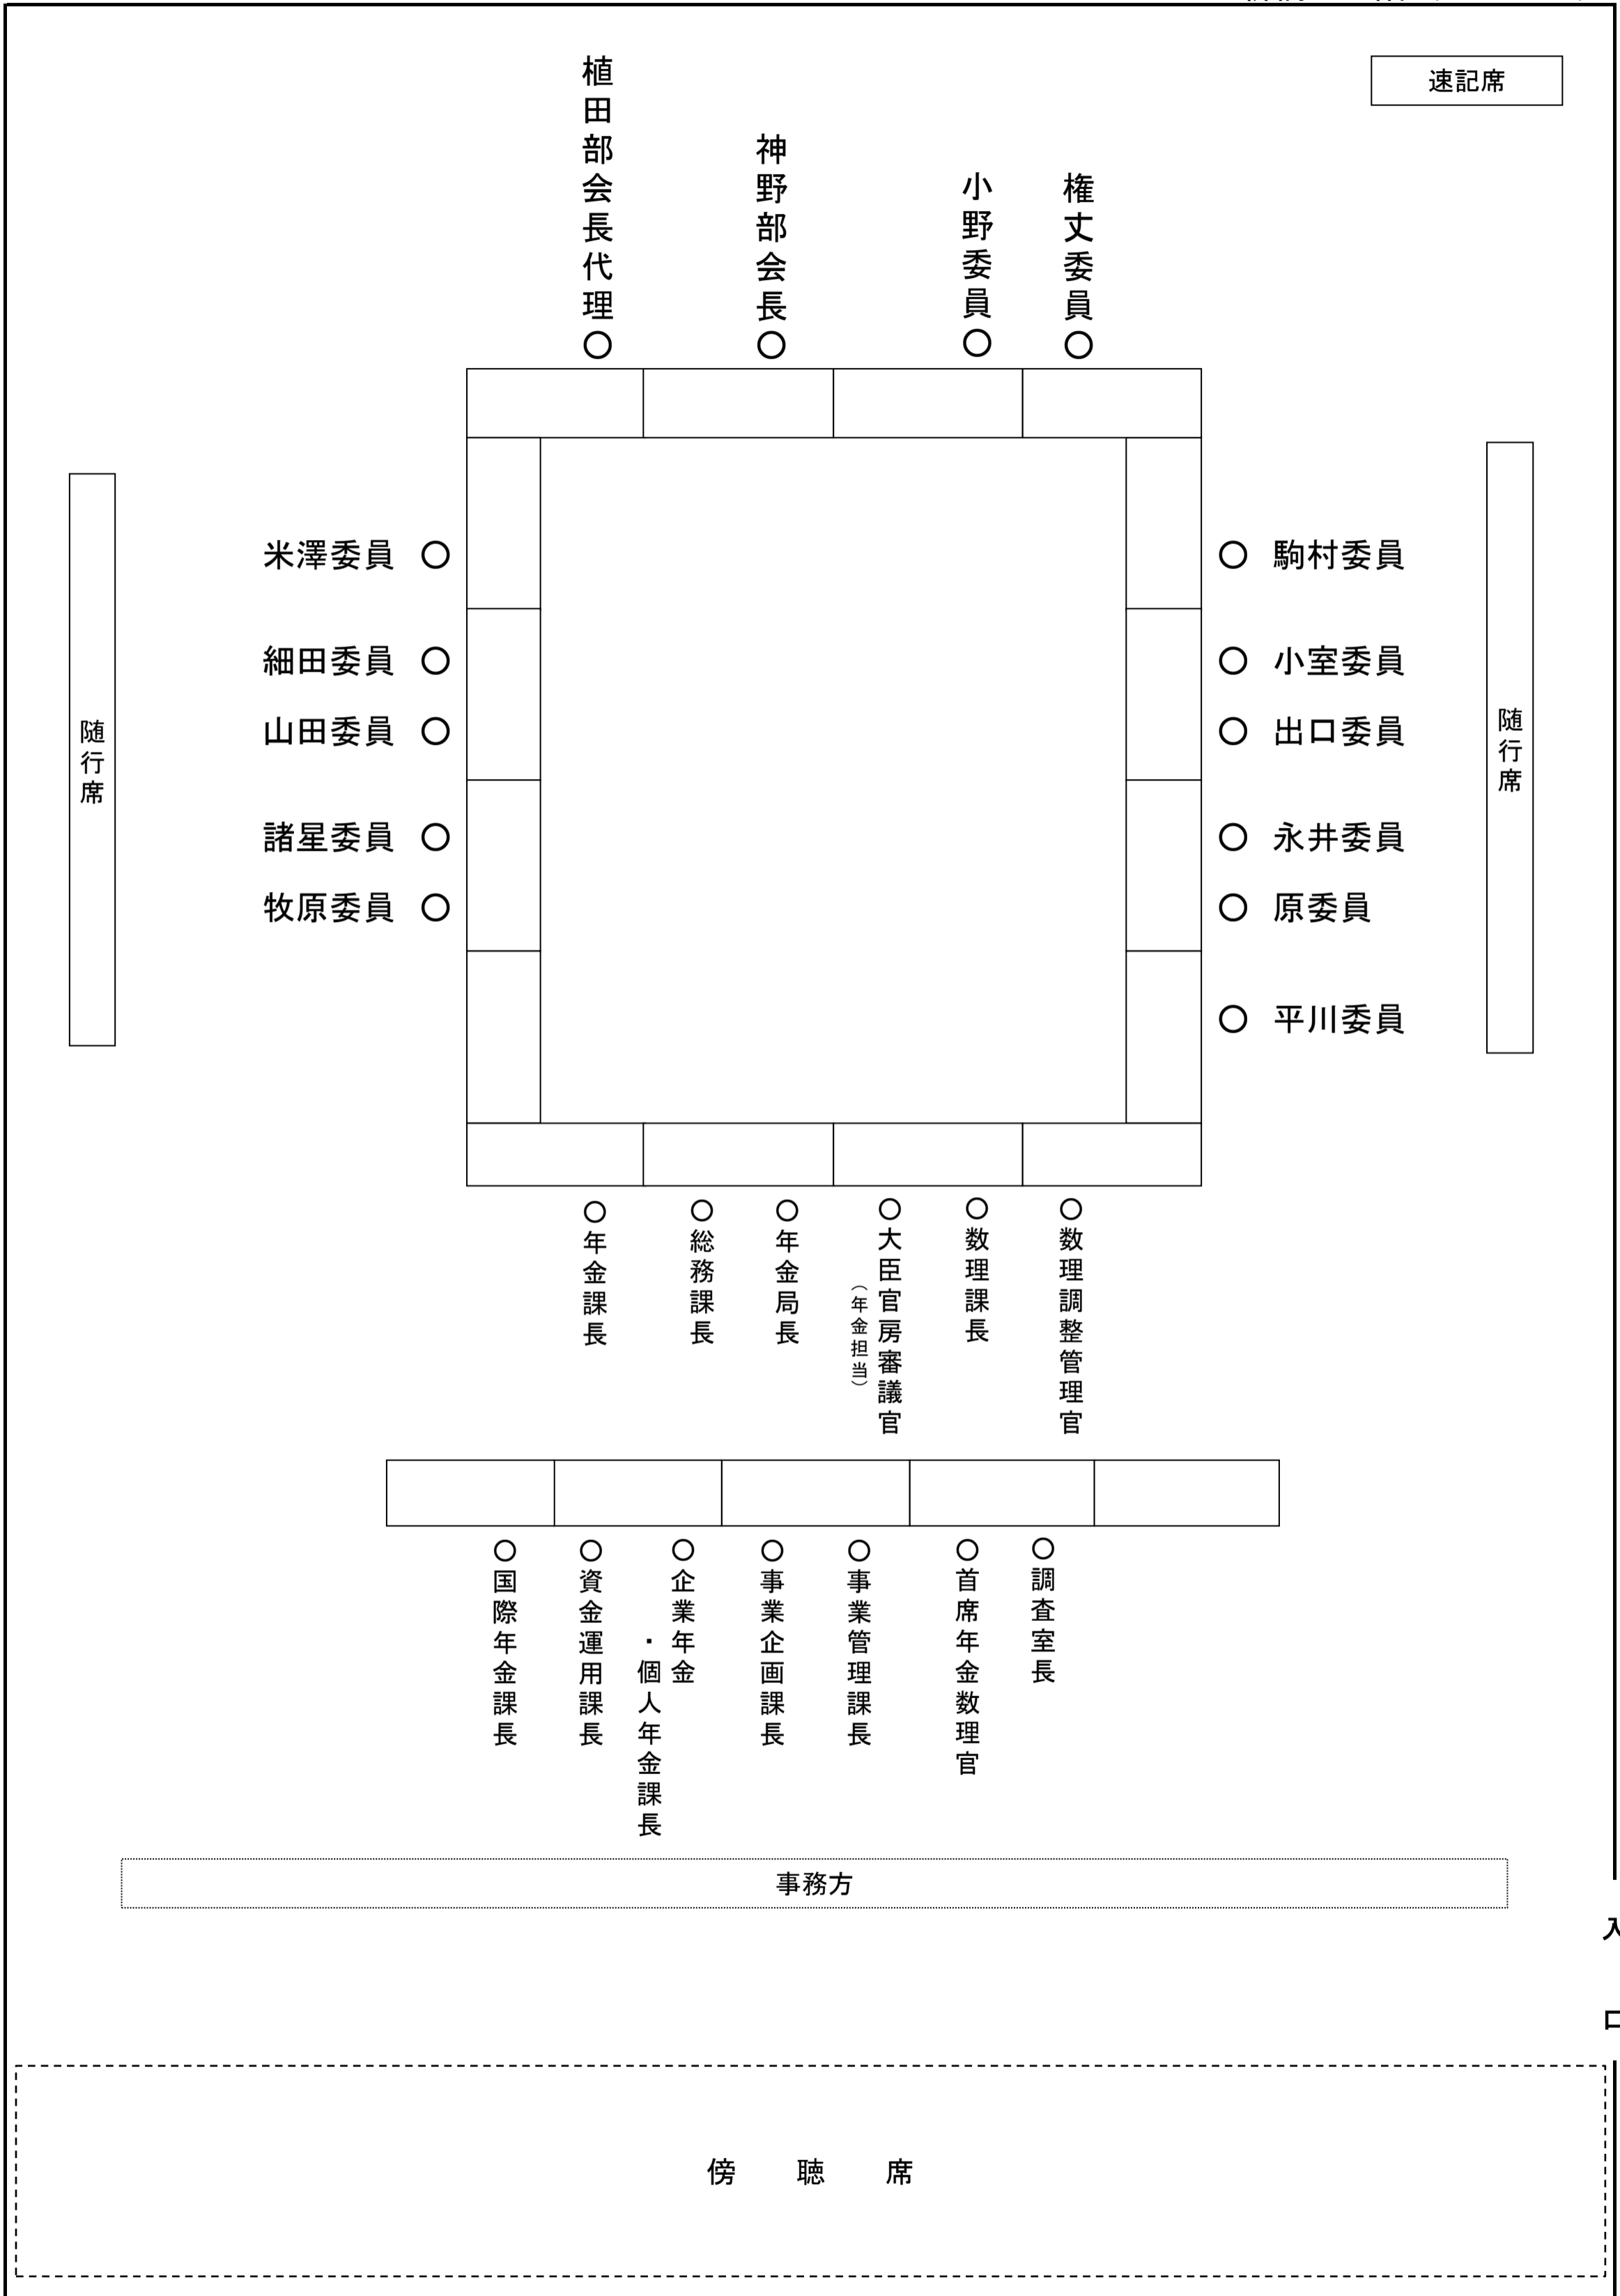 速記席
植田部会長代理○
神野部会長○
小野委員○
権丈委員○
米澤委員 ○
細田委員 ○
山田委員 ○
諸星委員 ○
牧原委員 ○
○ 駒村委員
○ 小室委員
○ 出口委員
○ 永井委員
○ 原委員
○ 平川委員
随行席
随行席
○年金課長
○総務課長
○年金局長
○大臣官房審議官
（年金担当）
○数理課長
○数理調整管理官
○国際年金課長
○資金運用課長
○企業年金
・個人年金課長
○事業企画課長
○事業管理課長
○首席年金数理官
○調査室長
事務方
入口
傍聴席